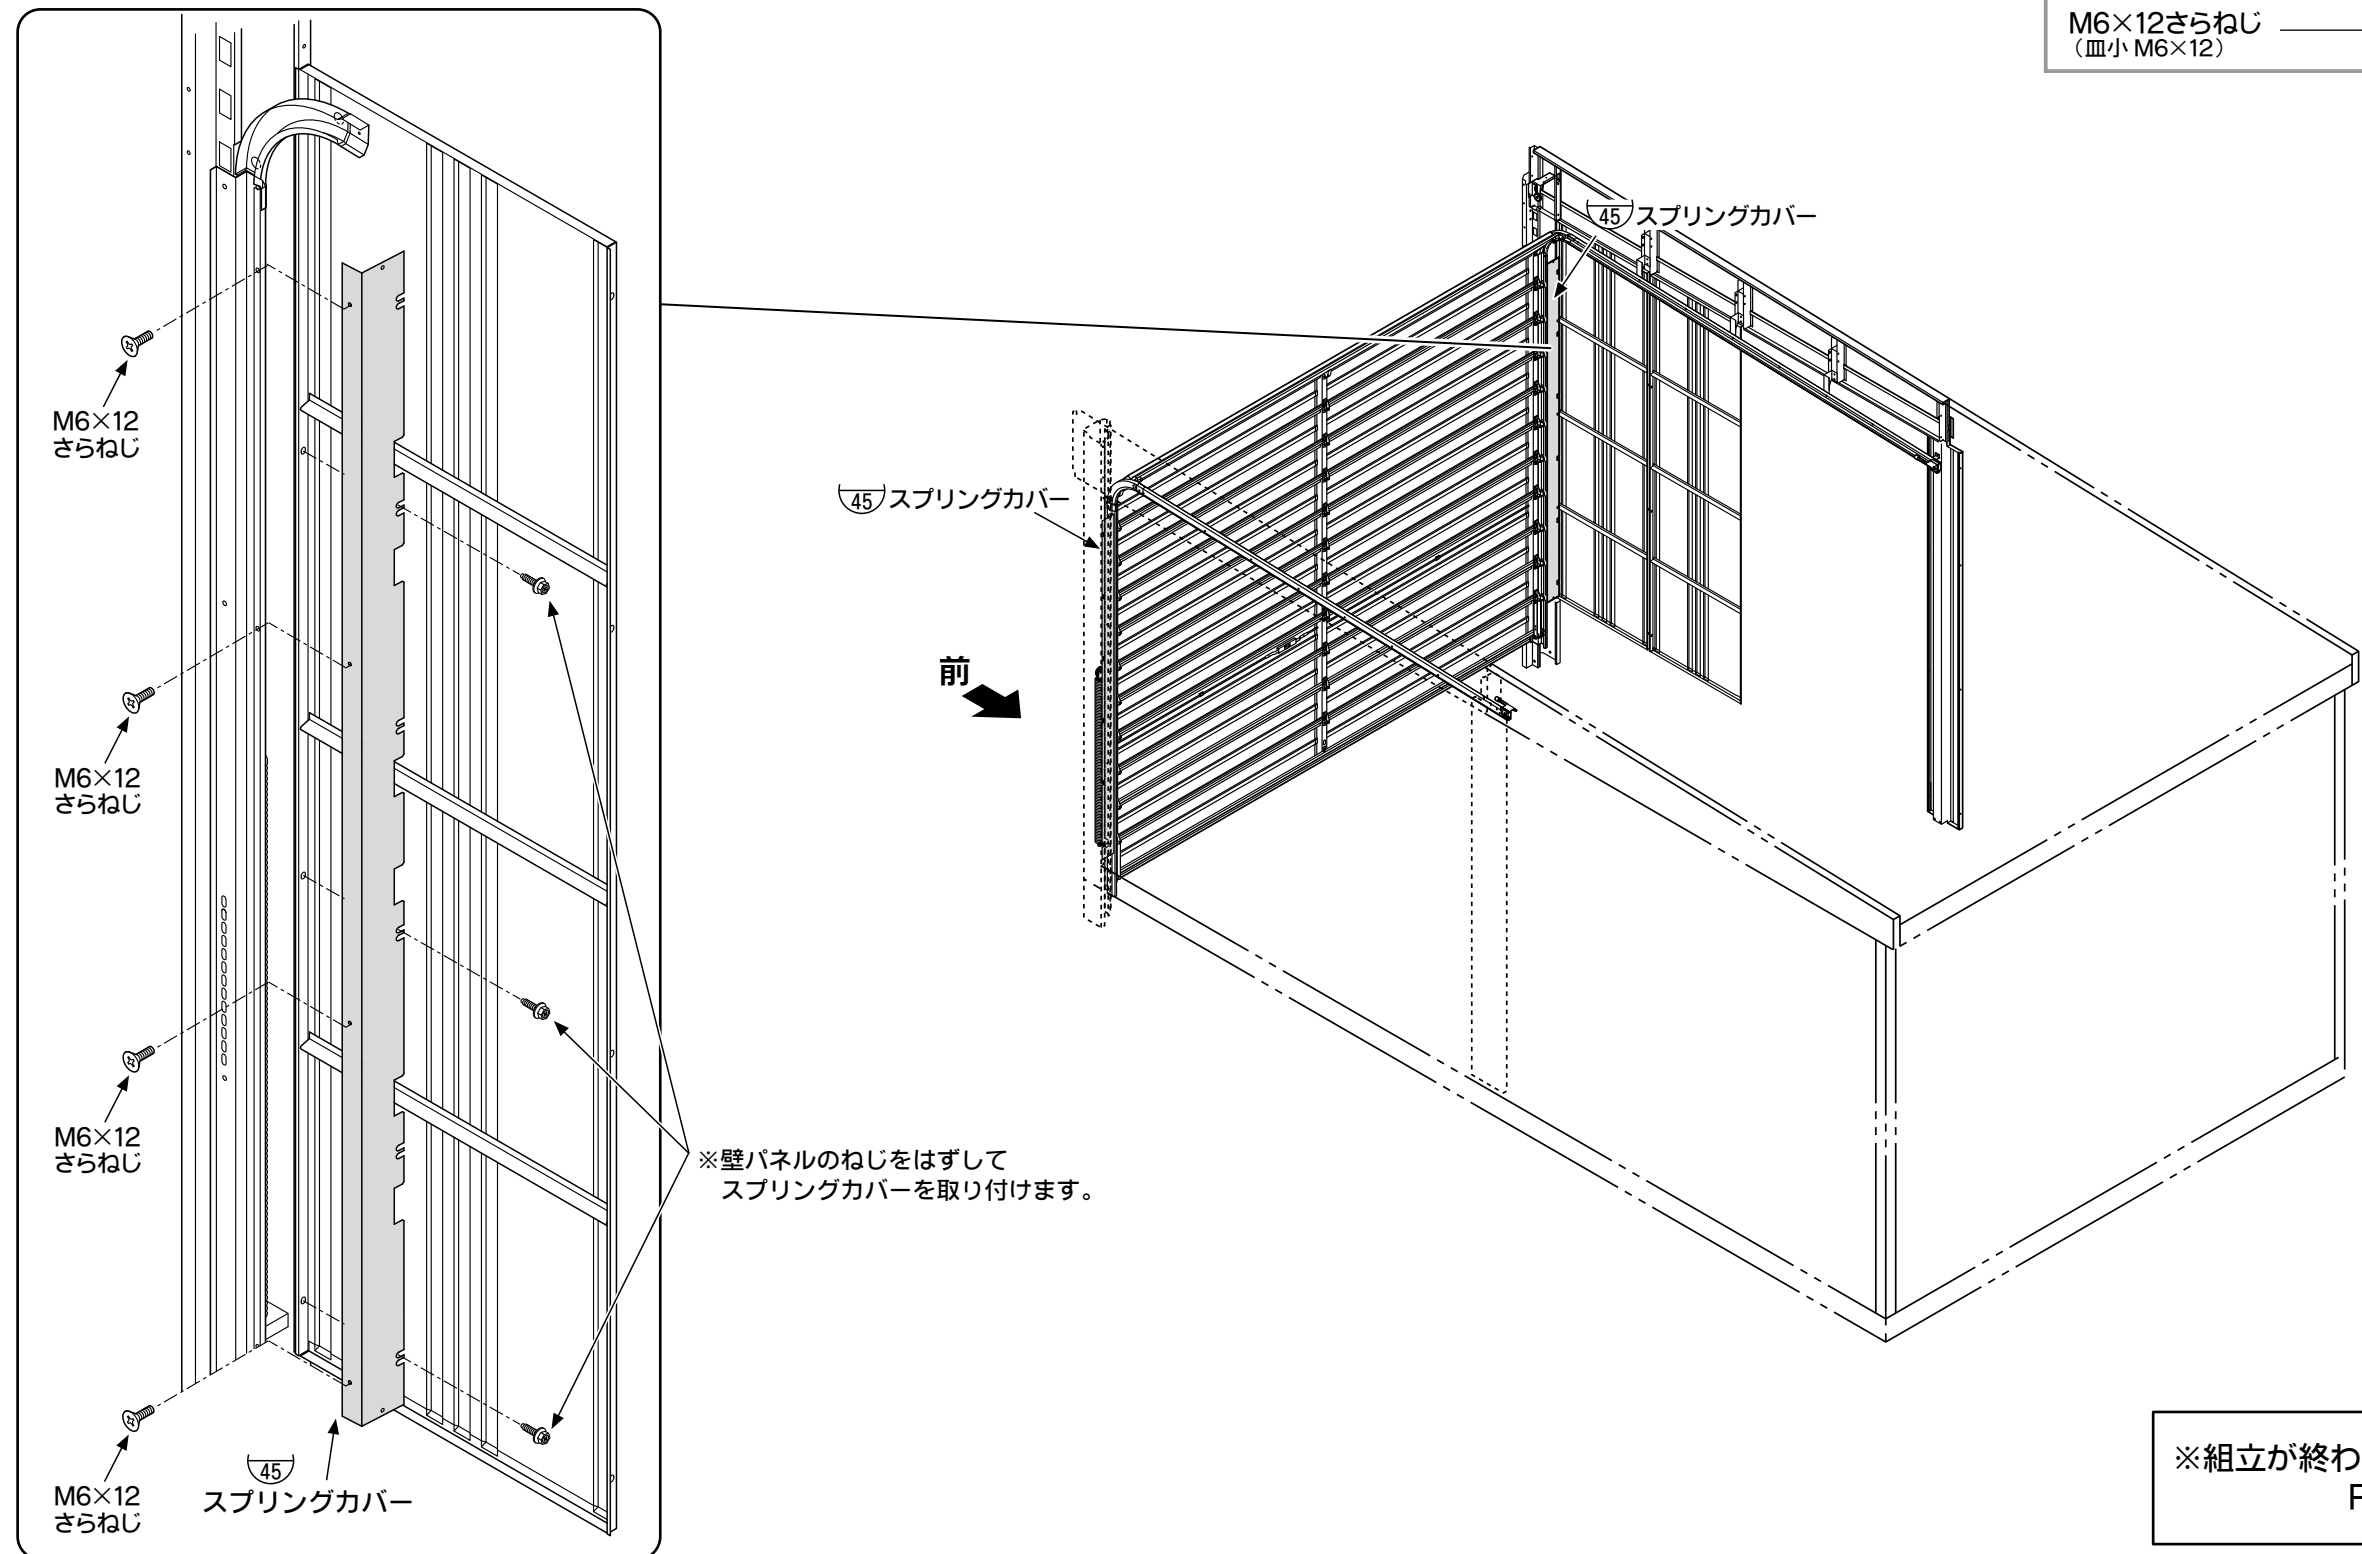 M6×12さらねじ
（皿小 M6×12）
45 スプリングカバー
45 スプリングカバー
前
M6×12
さらねじ
M6×12
さらねじ
M6×12
さらねじ
M6×12
さらねじ
45
スプリングカバー
※壁パネルのねじをはずして
スプリングカバーを取り付けます。
※組立が終わ